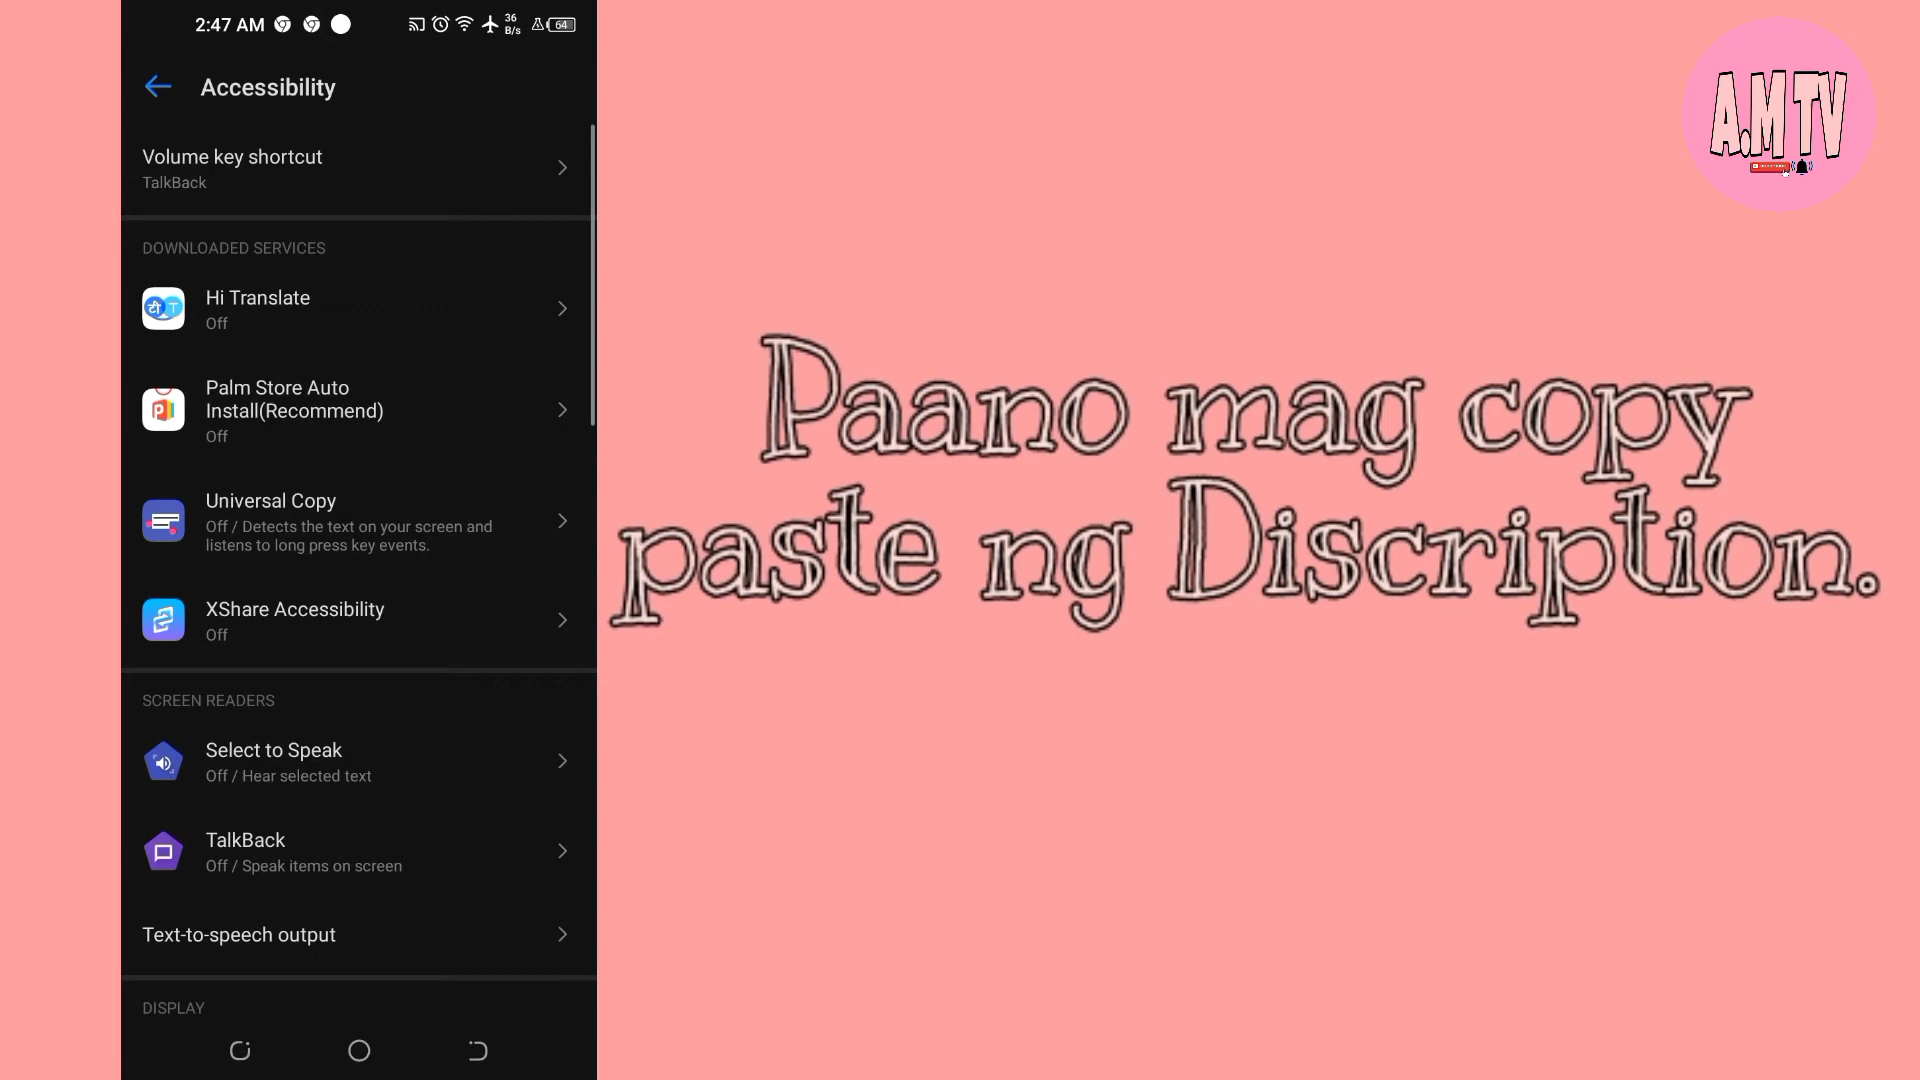 2:47 AM
36
B/s
64
Accessibility
Volume key shortcut
TalkBack
DOWNLOADED SERVICES
Hi Translate
Off
Palm Store Auto
Install(Recommend)
Off
Universal Copy
Off / Detects the text on your screen and
listens to long press key events.
XShare Accessibility
Off
SCREEN READERS
Select to Speak
Off / Hear selected text
TalkBack
Off / Speak items on screen
Text-to-speech output
DISPLAY
A.M TV
Paano mag copy
paste ng Discription.